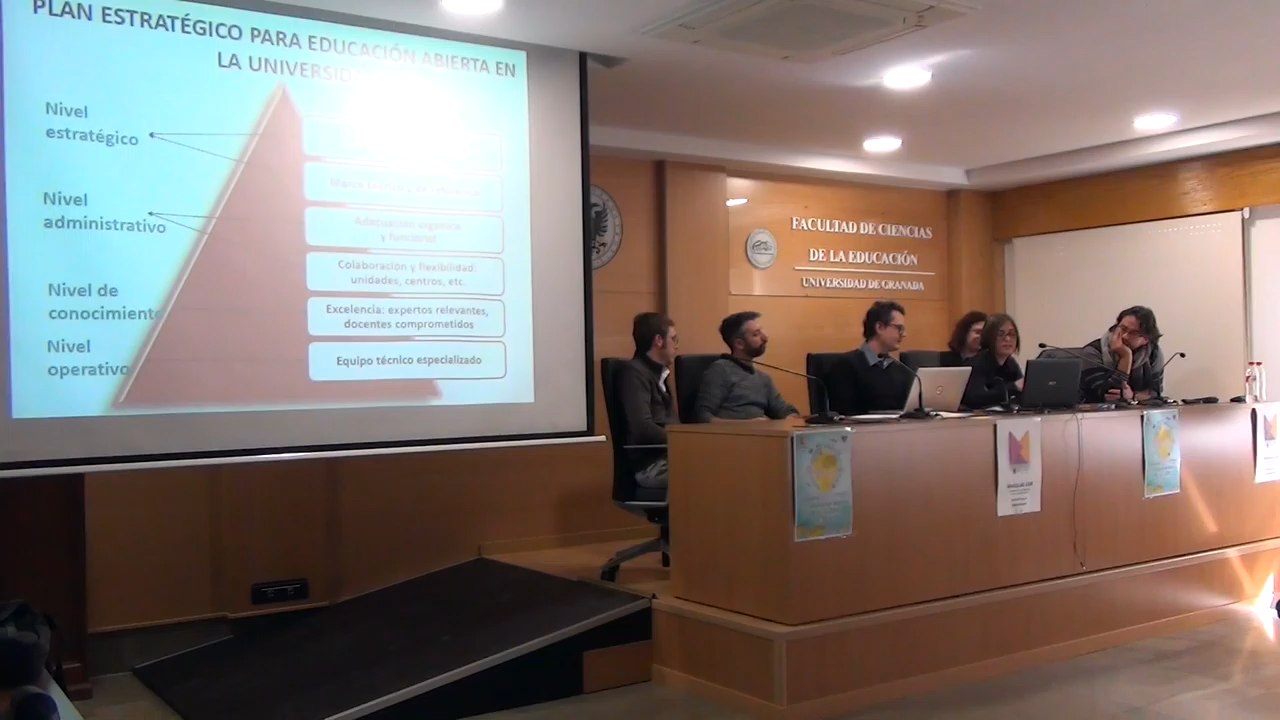 PLAN ESTRATÉGICO PARA EDUCACIÓN ABIERTA EN
LA UNIVERSID
Nivel
estratégico
Nivel
administrativo
Adecuación orgánica
y funcional
Colaboración y flexibilidad:
unidades, centros, etc.
Nivel de
conocimiento
Excelencia: expertos relevantes,
docentes comprometidos
Nivel
operativo
Equipo técnico especializado
FACULTAD DE CIENCIAS
DE LA EDUCACIÓN
UNIVERSIDAD DE GRANADA